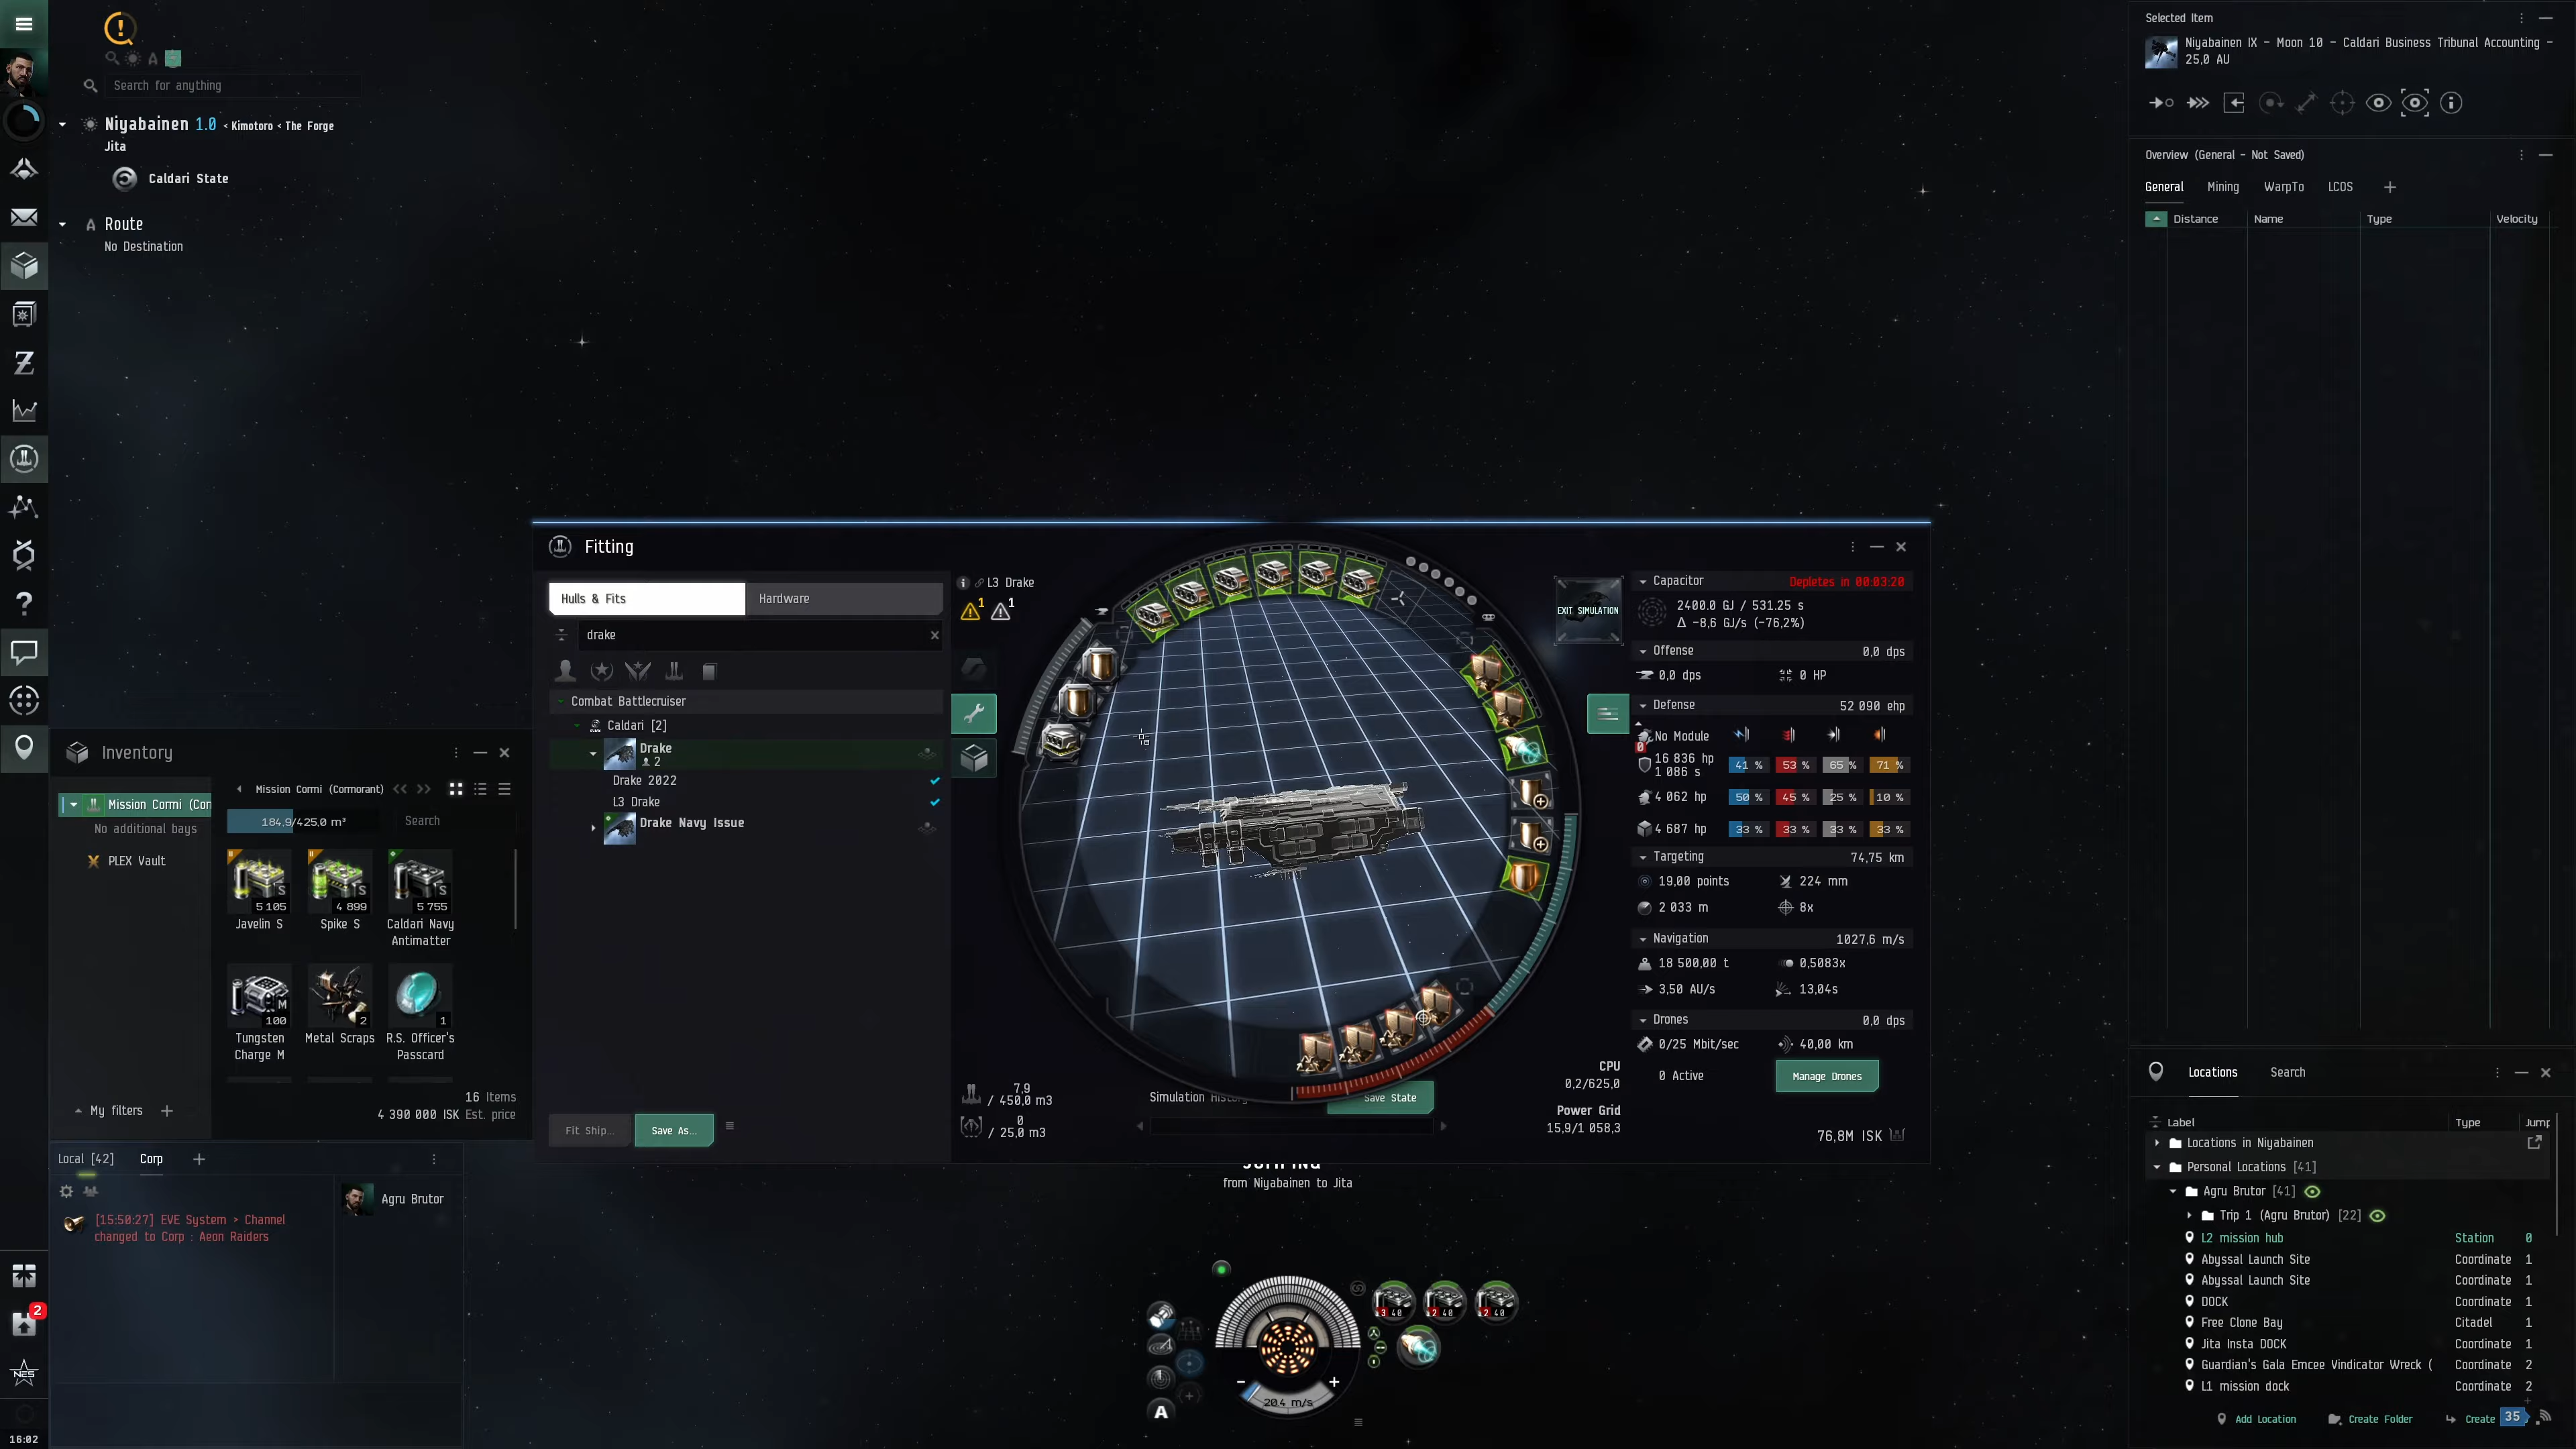 Search for anything
Niyabainen 1.0 < Kimotoro < The Forge
Jita
Caldari State
A Route
No Destination
2
NES
16:02
Selected Item
Niyabainen IX - Moon 10 - Caldari Business Tribunal Accounting -
25,0 AU
Overview (General - Not Saved)
General Mining WarpTo LCOS +
Distance Name Type Velocity
Fitting
Hulls & Fits Hardware
drake
Combat Battlecruiser
Caldari [2]
Drake
2
Drake 2022
L3 Drake
Drake Navy Issue
Fit Ship... Save As...
L3 Drake
1 1
7,9
/ 450,0 m3
0
/ 25,0 m3
Save State
CPU
0,2/625,0
Power Grid
15,9/1 058,3
76,8M ISK
EXIT SIMULATION
Capacitor Depletes in 00:03:20
2400.0 GJ / 531.25 s
Δ -8,6 GJ/s (-76,2%)
Offense 0,0 dps
0,0 dps 0 HP
Defense 52 090 ehp
No Module
0
16 836 hp
1 086 s
41 % 53 % 65 % 71 %
4 062 hp 50 % 45 % 25 % 10 %
4 687 hp 33 % 33 % 33 % 33 %
Targeting 74,75 km
19,00 points 224 mm
2 033 m 8x
Navigation 1027,6 m/s
18 500,00 t 0,5083x
3,50 AU/s 13,04s
Drones 0,0 dps
0/25 Mbit/sec 40,00 km
0 Active Manage Drones
Inventory
Mission Cormi (Cor
No additional bays
PLEX Vault
My filters +
Mission Cormi (Cormorant)
184,9/425,0 m³ Search
S 5 105
Javelin S
S 4 899
Spike S
S 5 755
Caldari Navy
Antimatter
M 100
Tungsten
Charge M
2
Metal Scraps
1
R.S. Officer's
Passcard
16 Items
4 390 000 ISK Est. price
Local [42] Corp +
[15:50:27] EVE System > Channel
changed to Corp : Aeon Raiders
Agru Brutor
from Niyabainen to Jita
3 40 2 40 2 40
20.4 m/s
A
Locations Search
Label Type
Locations in Niyabainen
Personal Locations [41]
Agru Brutor [41]
Trip 1 (Agru Brutor) [22]
L2 mission hub Station 0
Abyssal Launch Site Coordinate 1
Abyssal Launch Site Coordinate 1
DOCK Coordinate 1
Free Clone Bay Citadel 1
Jita Insta DOCK Coordinate 1
Guardian's Gala Emcee Vindicator Wreck ( Coordinate 2
L1 mission dock Coordinate 2
Add Location Create Folder Create 35